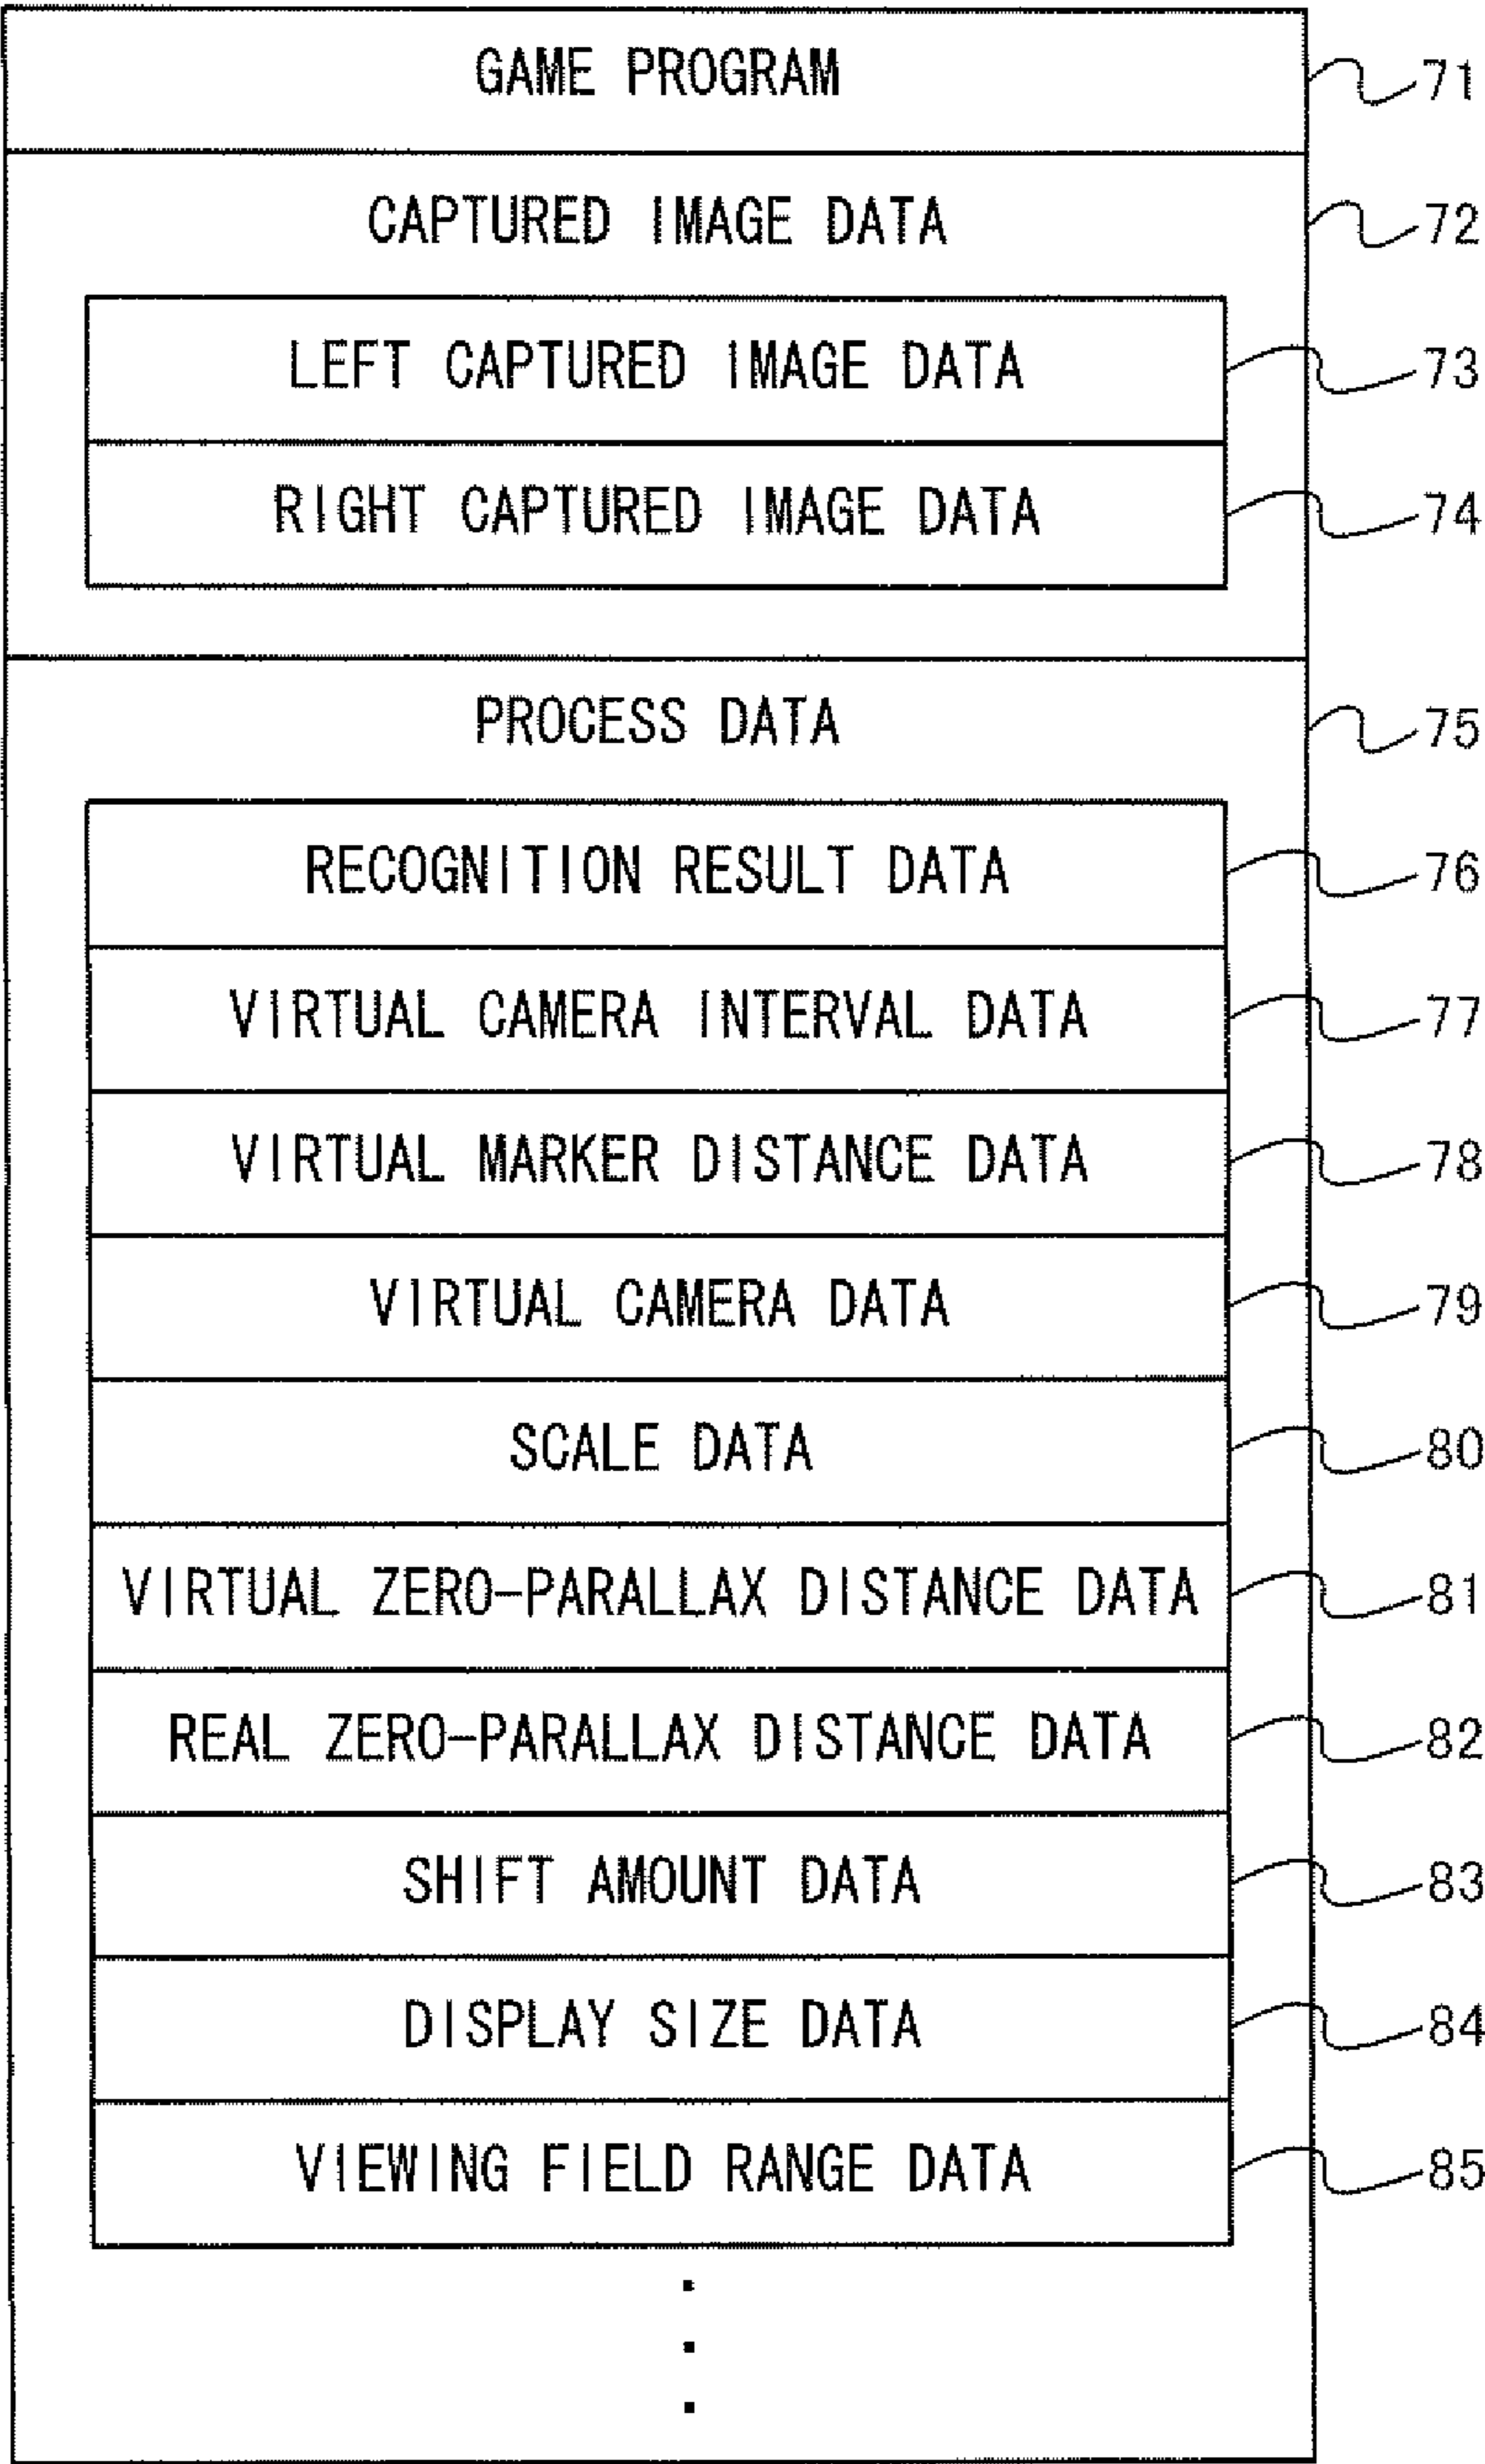 GAME PROGRAM 71
CAPTURED IMAGE DATA 72
LEFT CAPTURED IMAGE DATA 73
RIGHT CAPTURED IMAGE DATA 74
PROCESS DATA 75
RECOGNITION RESULT DATA 76
VIRTUAL CAMERA INTERVAL DATA 77
VIRTUAL MARKER DISTANCE DATA 78
VIRTUAL CAMERA DATA 79
SCALE DATA 80
VIRTUAL ZERO-PARALLAX DISTANCE DATA 81
REAL ZERO-PARALLAX DISTANCE DATA 82
SHIFT AMOUNT DATA 83
DISPLAY SIZE DATA 84
VIEWING FIELD RANGE DATA 85